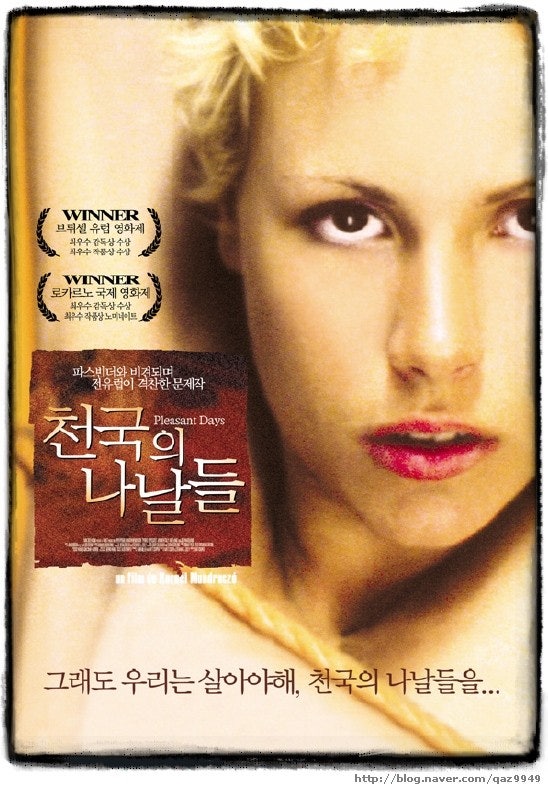 WINNER
브뤼셀 유럽 영화제
최우수 감독상 수상
최우수 작품상 수상
WINNER
로카르노 국제 영화제
최우수 감독상 수상
최우수 작품상 노미네이트
파스빈더와 비견되며
전유럽이 격찬한 문제작
천국의
Pleasant Days
나날들
un film de Kornel Mundruczó
그래도 우리는 살아야해, 천국의 나날들을...
http://blog.naver.com/qaz9949